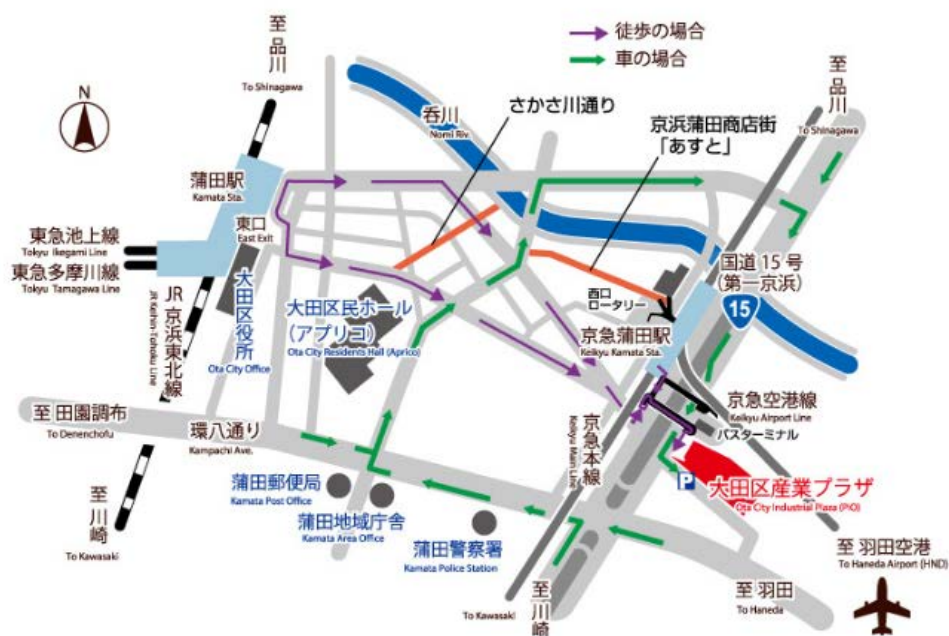 徒歩の場合
車の場合
至 品川
To Shinagawa
N
呑川
Nomi Riv.
さかさ川通り
京浜蒲田商店街
「あすと」
至 品川
To Shinagawa
蒲田駅
Kamata Sta.
東口
East Exit
東急池上線
Tokyu Ikegami Line
東急多摩川線
Tokyu Tamagawa Line
JR 京浜東北線
JR Keihin-Tohoku Line
大田区役所
Ota City Office
大田区民ホール
（アプリコ）
Ota City Residents Hall (Aprico)
西口
ロータリー
京急蒲田駅
Keikyu Kamata Sta.
国道 15 号
（第一京浜）
15
京急空港線
Keikyu Airport Line
バスターミナル
至 田園調布
To Denenchofu
環八通り
Kampachi Ave.
京急本線
Keikyu Main Line
P
大田区産業プラザ
Ota City Industrial Plaza (PiO)
蒲田郵便局
Kamata Post Office
蒲田地域庁舎
Kamata Area Office
蒲田警察署
Kamata Police Station
至 川崎
To Kawasaki
To Kawasaki
至 川崎
至 羽田
To Haneda
至 羽田空港
To Haneda Airport (HND)